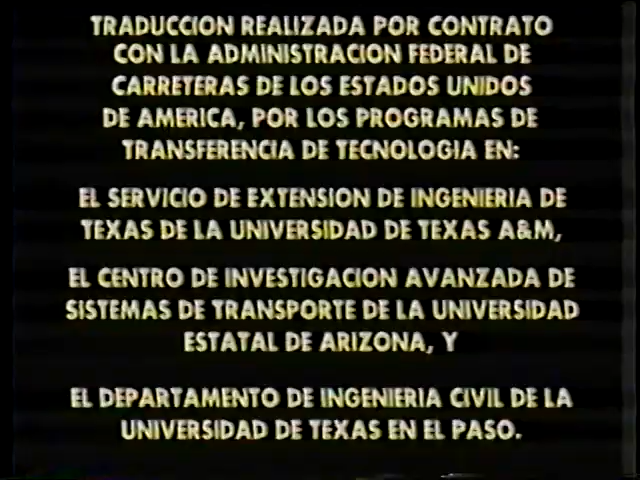 TRADUCCION REALIZADA POR CONTRATO
CON LA ADMINISTRACION FEDERAL DE
CARRETERAS DE LOS ESTADOS UNIDOS
DE AMERICA, POR LOS PROGRAMAS DE
TRANSFERENCIA DE TECNOLOGIA EN:
EL SERVICIO DE EXTENSION DE INGENIERIA DE
TEXAS DE LA UNIVERSIDAD DE TEXAS A&M,
EL CENTRO DE INVESTIGACION AVANZADA DE
SISTEMAS DE TRANSPORTE DE LA UNIVERSIDAD
ESTATAL DE ARIZONA, Y
EL DEPARTAMENTO DE INGENIERIA CIVIL DE LA
UNIVERSIDAD DE TEXAS EN EL PASO.